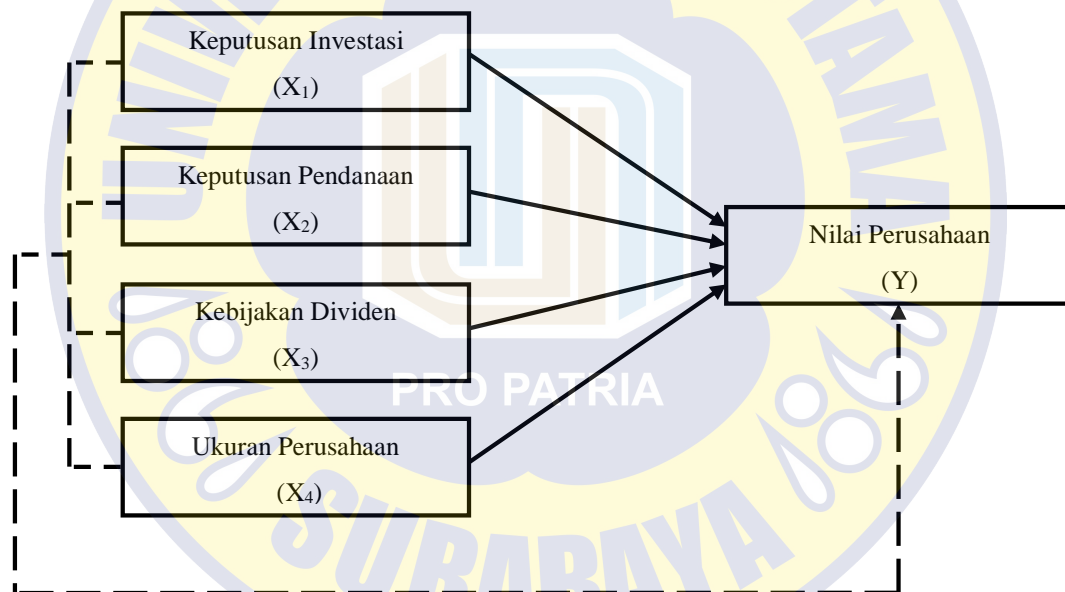 Keputusan Investasi
(X₁)
Keputusan Pendanaan
(X₂)
Nilai Perusahaan
(Y)
Kebijakan Dividen
(X₃)
PRO PATRIA
Ukuran Perusahaan
(X₄)
SURABAYA